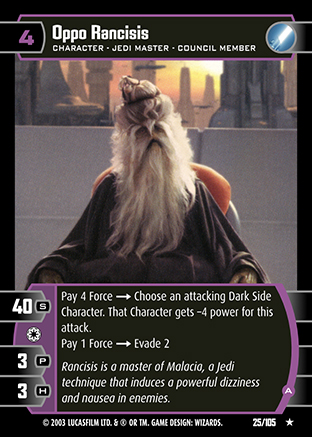 4
Oppo Rancisis
CHARACTER - JEDI MASTER - COUNCIL MEMBER
40 S
Pay 4 Force → Choose an attacking Dark Side
Character. That Character gets –4 power for this
attack.
Pay 1 Force → Evade 2
3 P
3 H
Rancisis is a master of Malacia, a Jedi
technique that induces a powerful dizziness
and nausea in enemies.
A
© 2003 LUCASFILM LTD. & ® OR TM. GAME DESIGN: WIZARDS.
25/105 ★